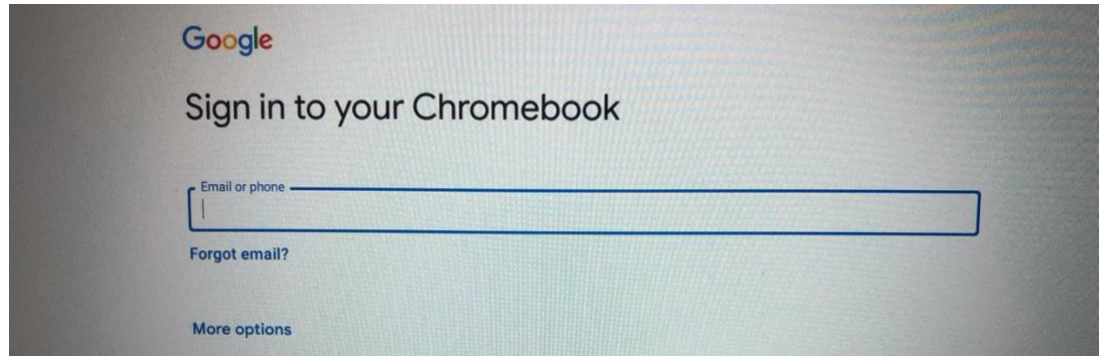 Google
Sign in to your Chromebook
Email or phone
Forgot email?
More options